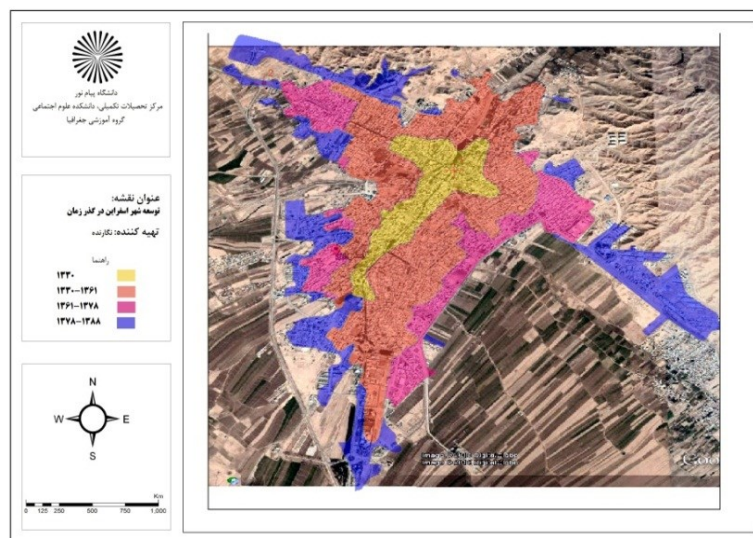 دانشگاه پیام نور
مرکز تحصیلات تکمیلی، دانشکده علوم اجتماعی
گروه آموزشی جغرافیا
عنوان نقشه:
توسعه شهر اسفراین در گذر زمان
تهیه کننده: نگارنده
راهنما
۱۳۳۰
۱۳۳۰-۱۳۶۱
۱۳۶۱-۱۳۷۸
۱۳۷۸-۱۳۸۸
N
W E
S
Km
0 125 250 500 750 1,000